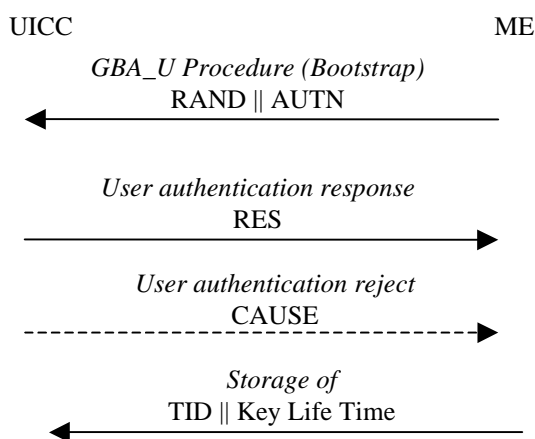 UICC ME
GBA_U Procedure (Bootstrap)
RAND || AUTN
User authentication response
RES
User authentication reject
CAUSE
Storage of
TID || Key Life Time